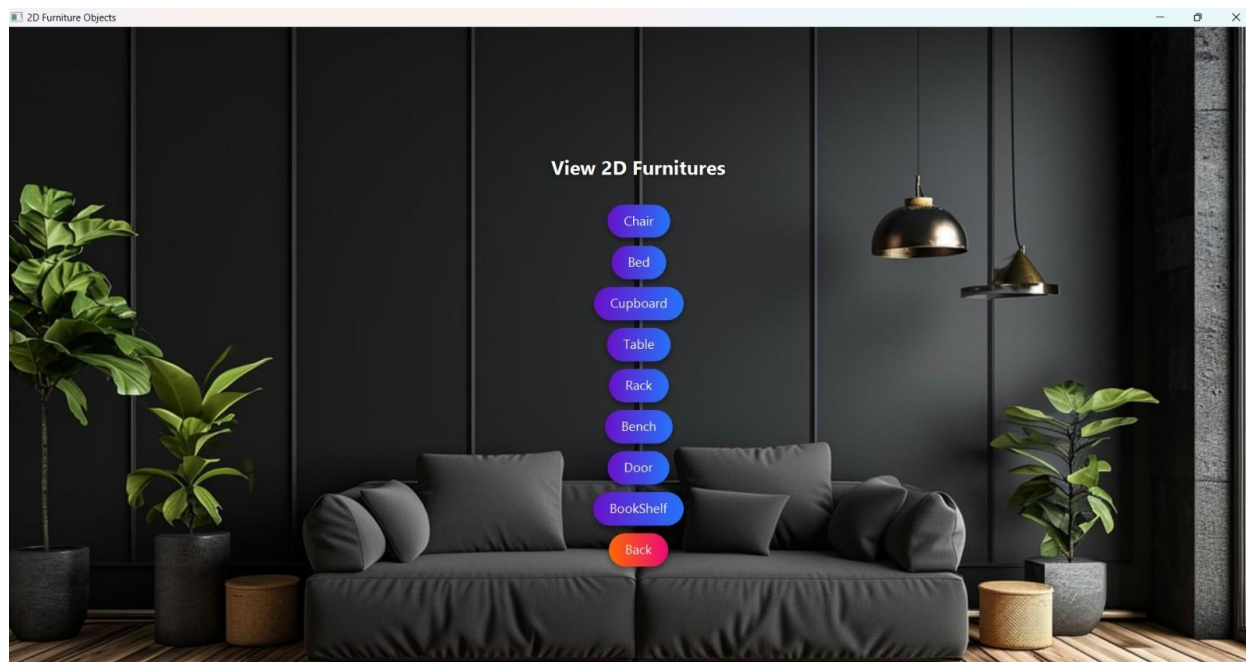 2D Furniture Objects
View 2D Furnitures
Chair
Bed
Cupboard
Table
Rack
Bench
Door
BookShelf
Back